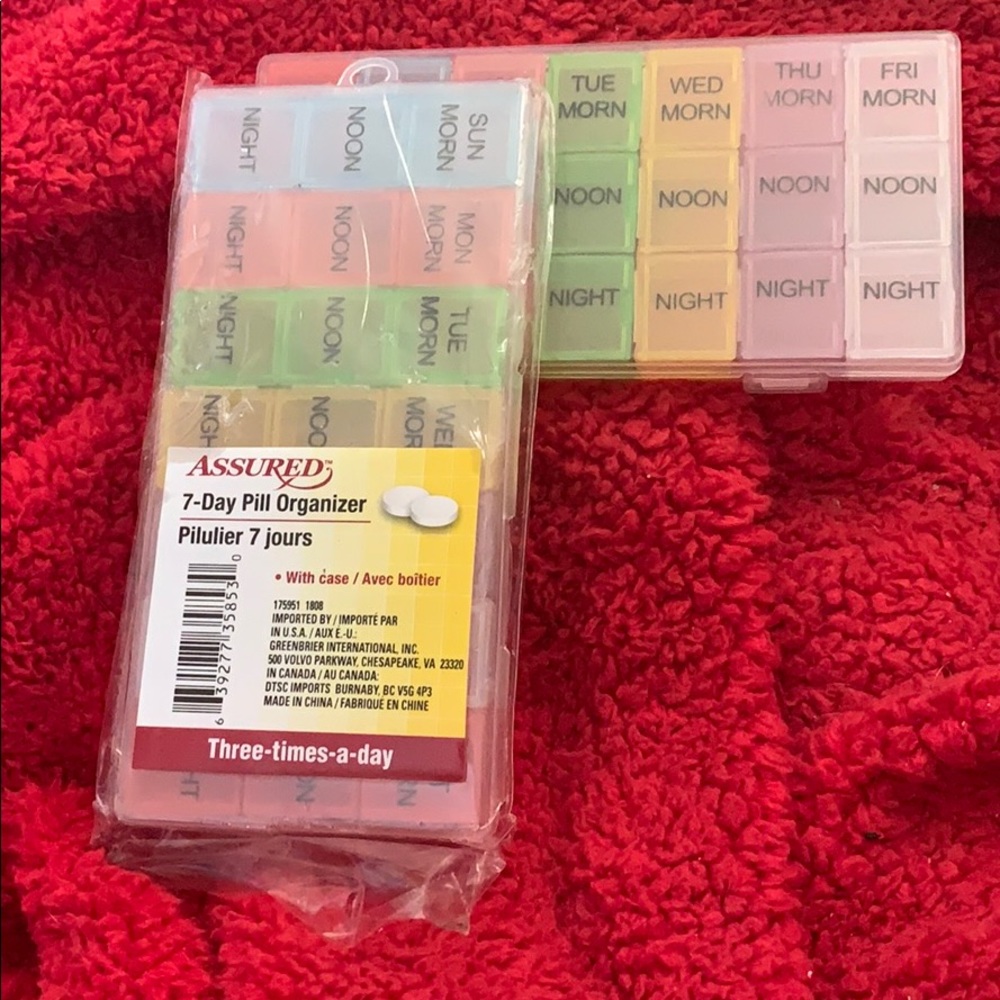 TUE MORN
WED MORN
THU MORN
FRI MORN
NOON
NOON
NOON
NOON
NIGHT
NIGHT
NIGHT
NIGHT
SUN MORN
NOON
NIGHT
MON MORN
NOON
NIGHT
TUE MORN
NOON
NIGHT
ASSURED™
7-Day Pill Organizer
Pilulier 7 jours
• With case / Avec boîtier
175951 1808
IMPORTED BY / IMPORTÉ PAR
IN U.S.A. / AUX É.-U.:
GREENBRIER INTERNATIONAL, INC.
500 VOLVO PARKWAY, CHESAPEAKE, VA 23320
IN CANADA / AU CANADA:
DTSC IMPORTS BURNABY, BC V5G 4P3
MADE IN CHINA / FABRIQUÉ EN CHINE
6 39277 35853 0
Three-times-a-day